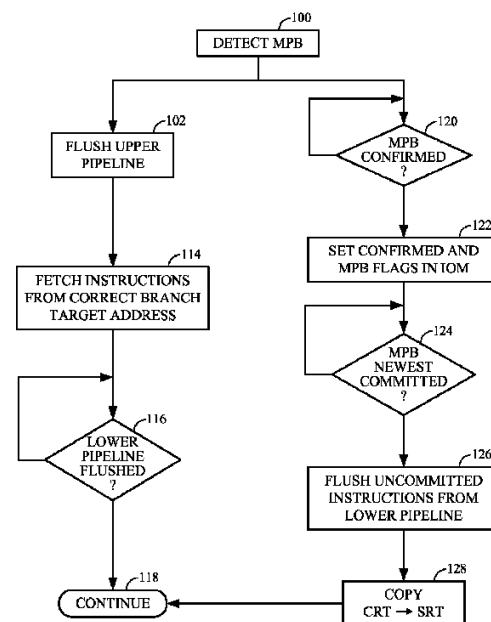 100
DETECT MPB
102
FLUSH UPPER
PIPELINE
114
FETCH INSTRUCTIONS
FROM CORRECT BRANCH
TARGET ADDRESS
116
LOWER
PIPELINE
FLUSHED
?
118
CONTINUE
120
MPB
CONFIRMED
?
122
SET CONFIRMED AND
MPB FLAGS IN IOM
124
MPB
NEWEST
COMMITTED
?
126
FLUSH UNCOMMITTED
INSTRUCTIONS FROM
LOWER PIPELINE
128
COPY
CRT → SRT